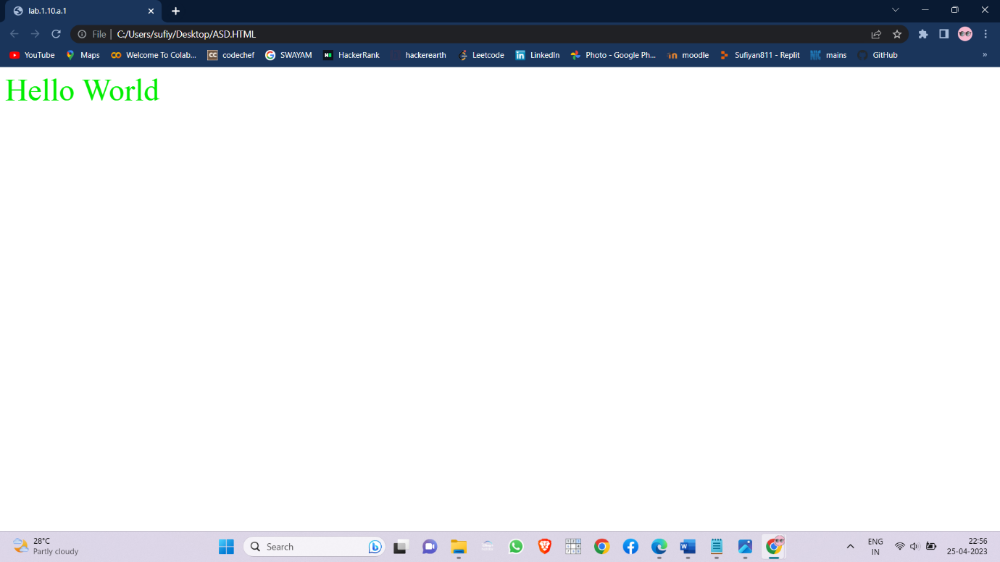 lab.1.10.a.1
File | C:/Users/sufiy/Desktop/ASD.HTML
YouTube Maps Welcome To Colab... codechef SWAYAM HackerRank hackerearth Leetcode LinkedIn Photo - Google Ph... moodle Sufiyan811 - Replit mains GitHub »
Hello World
28°C
Partly cloudy
Search
ENG
IN
22:56
25-04-2023